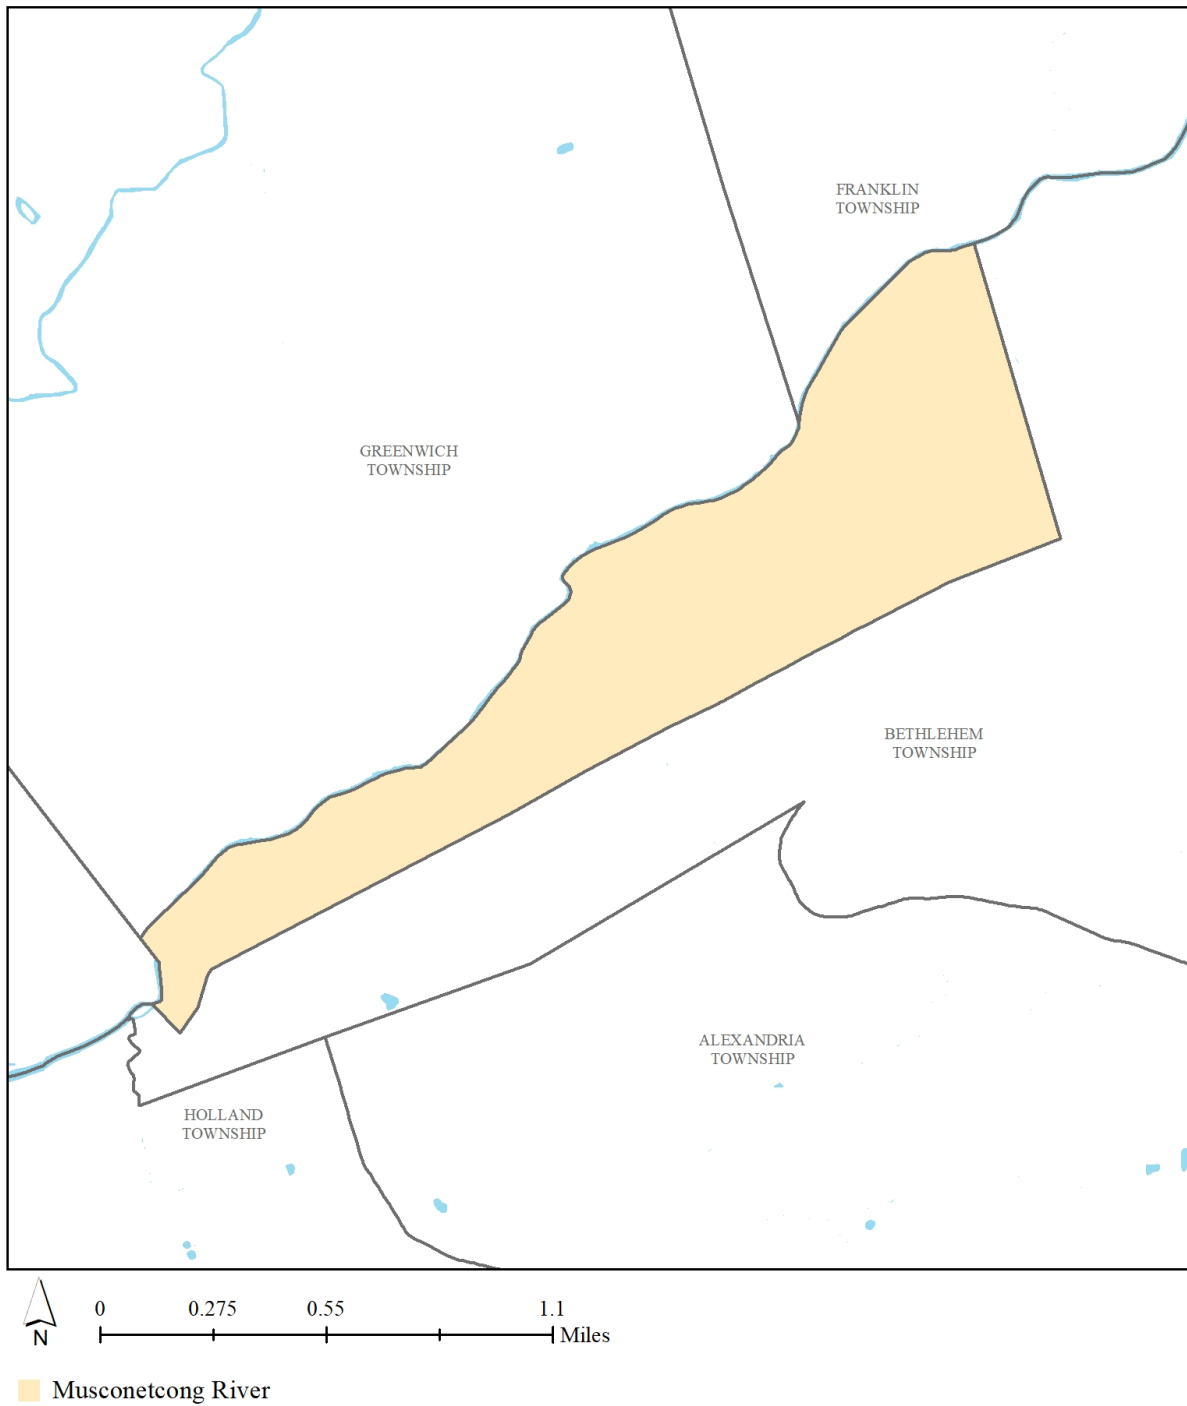 FRANKLIN
TOWNSHIP
GREENWICH
TOWNSHIP
BETHLEHEM
TOWNSHIP
ALEXANDRIA
TOWNSHIP
HOLLAND
TOWNSHIP
N
0 0.275 0.55 1.1
Miles
Musconetcong River